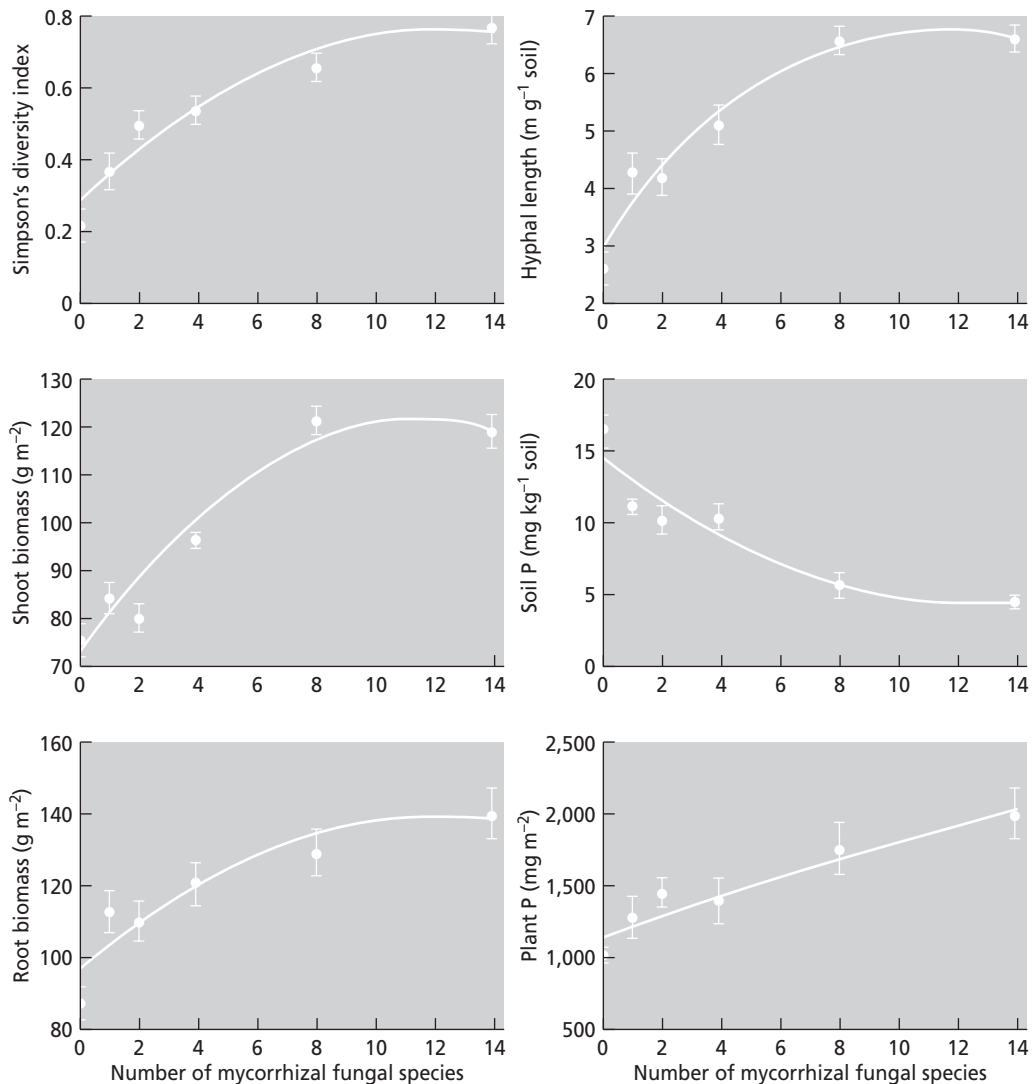 Simpson's diversity index
0.8
0.6
0.4
0.2
0
0 2 4 6 8 10 12 14
Hyphal length (m g⁻¹ soil)
7
6
5
4
3
2
0 2 4 6 8 10 12 14
Shoot biomass (g m⁻²)
130
120
110
100
90
80
70
0 2 4 6 8 10 12 14
Soil P (mg kg⁻¹ soil)
20
15
10
5
0
0 2 4 6 8 10 12 14
Root biomass (g m⁻²)
160
140
120
100
80
0 2 4 6 8 10 12 14
Number of mycorrhizal fungal species
Plant P (mg m⁻²)
2,500
2,000
1,500
1,000
500
0 2 4 6 8 10 12 14
Number of mycorrhizal fungal species